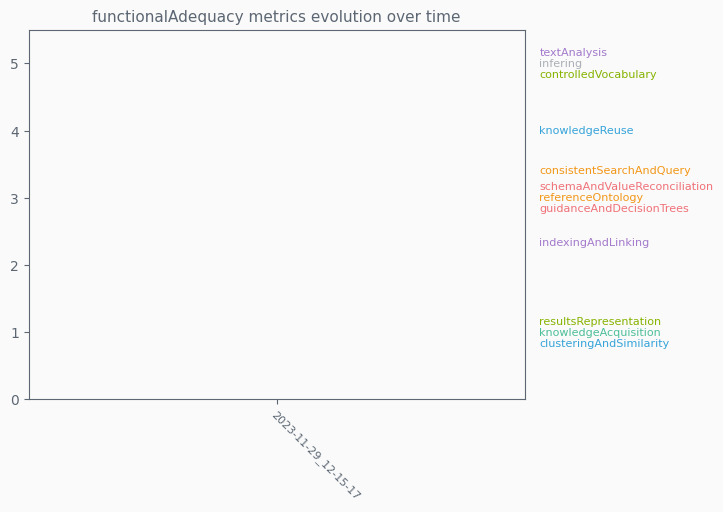 functionalAdequacy metrics evolution over time
5
4
3
2
1
0
2023-11-29_12-15-17
textAnalysis
infering
controlledVocabulary
knowledgeReuse
consistentSearchAndQuery
schemaAndValueReconciliation
referenceOntology
guidanceAndDecisionTrees
indexingAndLinking
resultsRepresentation
knowledgeAcquisition
clusteringAndSimilarity